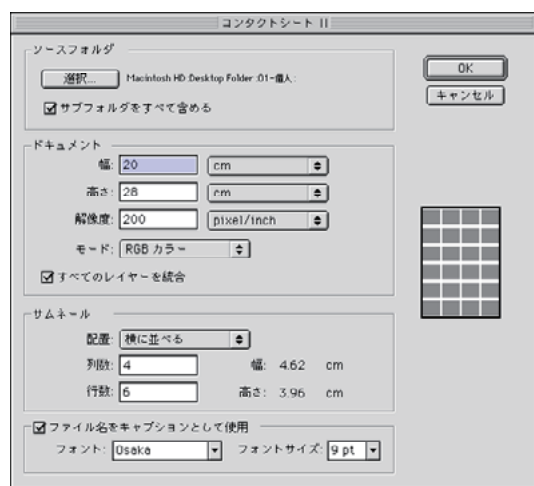 コンタクトシート II
ソースフォルダ
選択... Macintosh HD:Desktop Folder:01-個人:
サブフォルダをすべて含める
OK
キャンセル
ドキュメント
幅: 20 cm
高さ: 28 cm
解像度: 200 pixel/inch
モード: RGB カラー
すべてのレイヤーを統合
サムネール
配置: 横に並べる
列数: 4 幅: 4.62 cm
行数: 6 高さ: 3.96 cm
ファイル名をキャプションとして使用
フォント: Osaka フォントサイズ: 9 pt